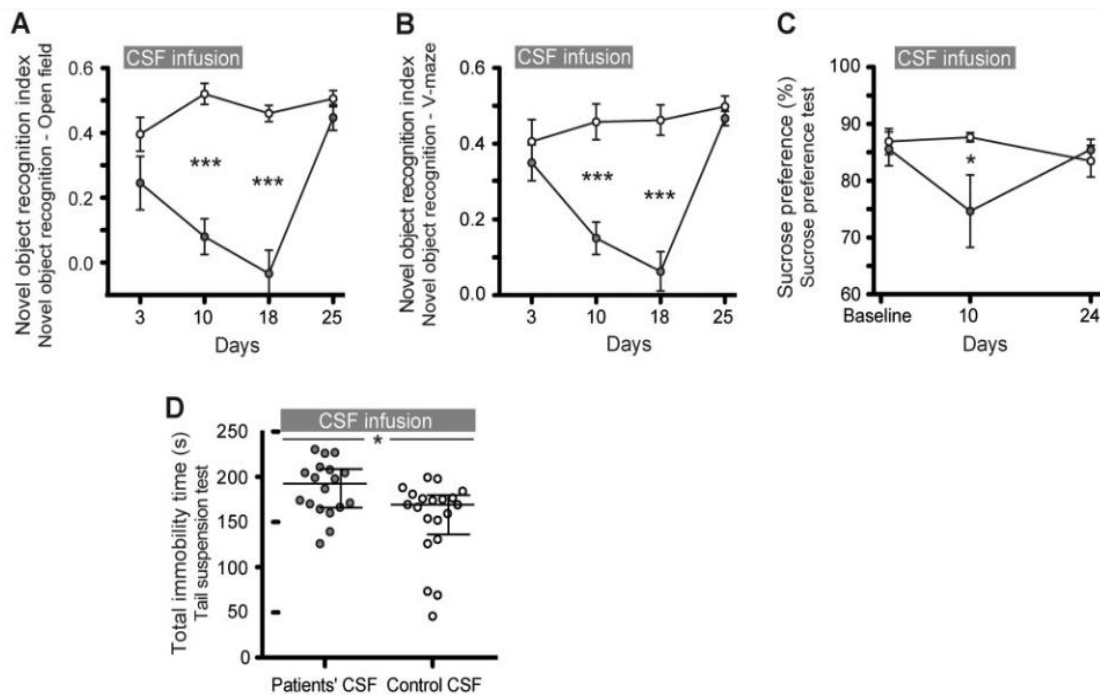 A
CSF infusion
Novel object recognition index
Novel object recognition - Open field
0.6
0.4
0.2
0.0
***
***
3 10 18 25
Days
B
CSF infusion
Novel object recognition index
Novel object recognition - V-maze
0.6
0.4
0.2
0.0
***
***
3 10 18 25
Days
C
CSF infusion
Sucrose preference (%)
Sucrose preference test
100
90
80
70
60
*
Baseline 10 24
Days
D
CSF infusion
*
Total immobility time (s)
Tail suspension test
250
200
150
100
50
0
Patients' CSF Control CSF